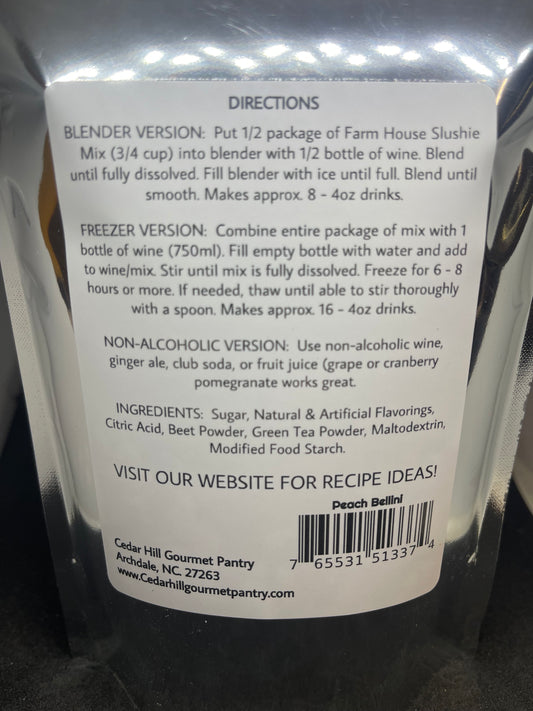 DIRECTIONS
BLENDER VERSION: Put 1/2 package of Farm House Slushie
Mix (3/4 cup) into blender with 1/2 bottle of wine. Blend
until fully dissolved. Fill blender with ice until full. Blend until
smooth. Makes approx. 8 - 4oz drinks.
FREEZER VERSION: Combine entire package of mix with 1
bottle of wine (750ml). Fill empty bottle with water and add
to wine/mix. Stir until mix is fully dissolved. Freeze for 6 - 8
hours or more. If needed, thaw until able to stir thoroughly
with a spoon. Makes approx. 16 - 4oz drinks.
NON-ALCOHOLIC VERSION: Use non-alcoholic wine,
ginger ale, club soda, or fruit juice (grape or cranberry
pomegranate works great.
INGREDIENTS: Sugar, Natural & Artificial Flavorings,
Citric Acid, Beet Powder, Green Tea Powder, Maltodextrin,
Modified Food Starch.
VISIT OUR WEBSITE FOR RECIPE IDEAS!
Peach Bellini
7 65531 51337 4
Cedar Hill Gourmet Pantry
Archdale, NC. 27263
www.Cedarhillgourmetpantry.com